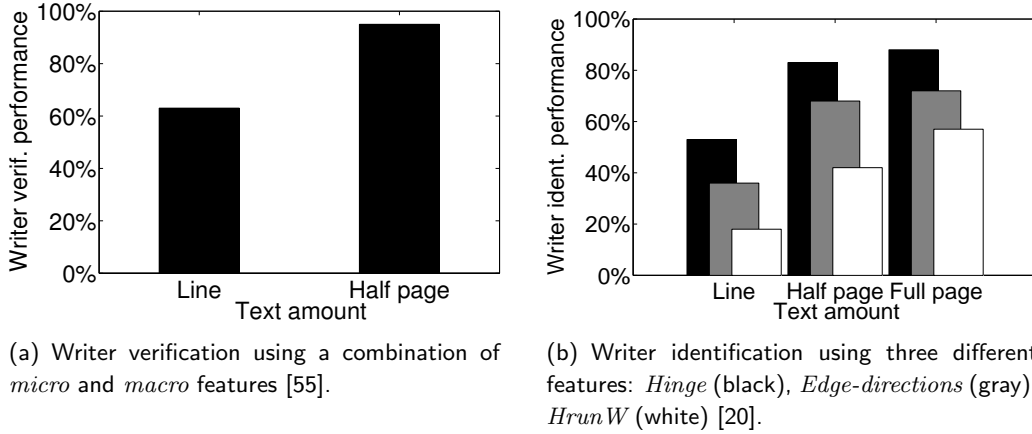 100%
80%
60%
40%
20%
0%
Writer verif. performance
Line Half page
Text amount
100%
80%
60%
40%
20%
0%
Writer ident. performance
Line Half page Full page
Text amount
(a) Writer verification using a combination of
micro and macro features [55].
(b) Writer identification using three different
features: Hinge (black), Edge-directions (gray)
HrunW (white) [20].